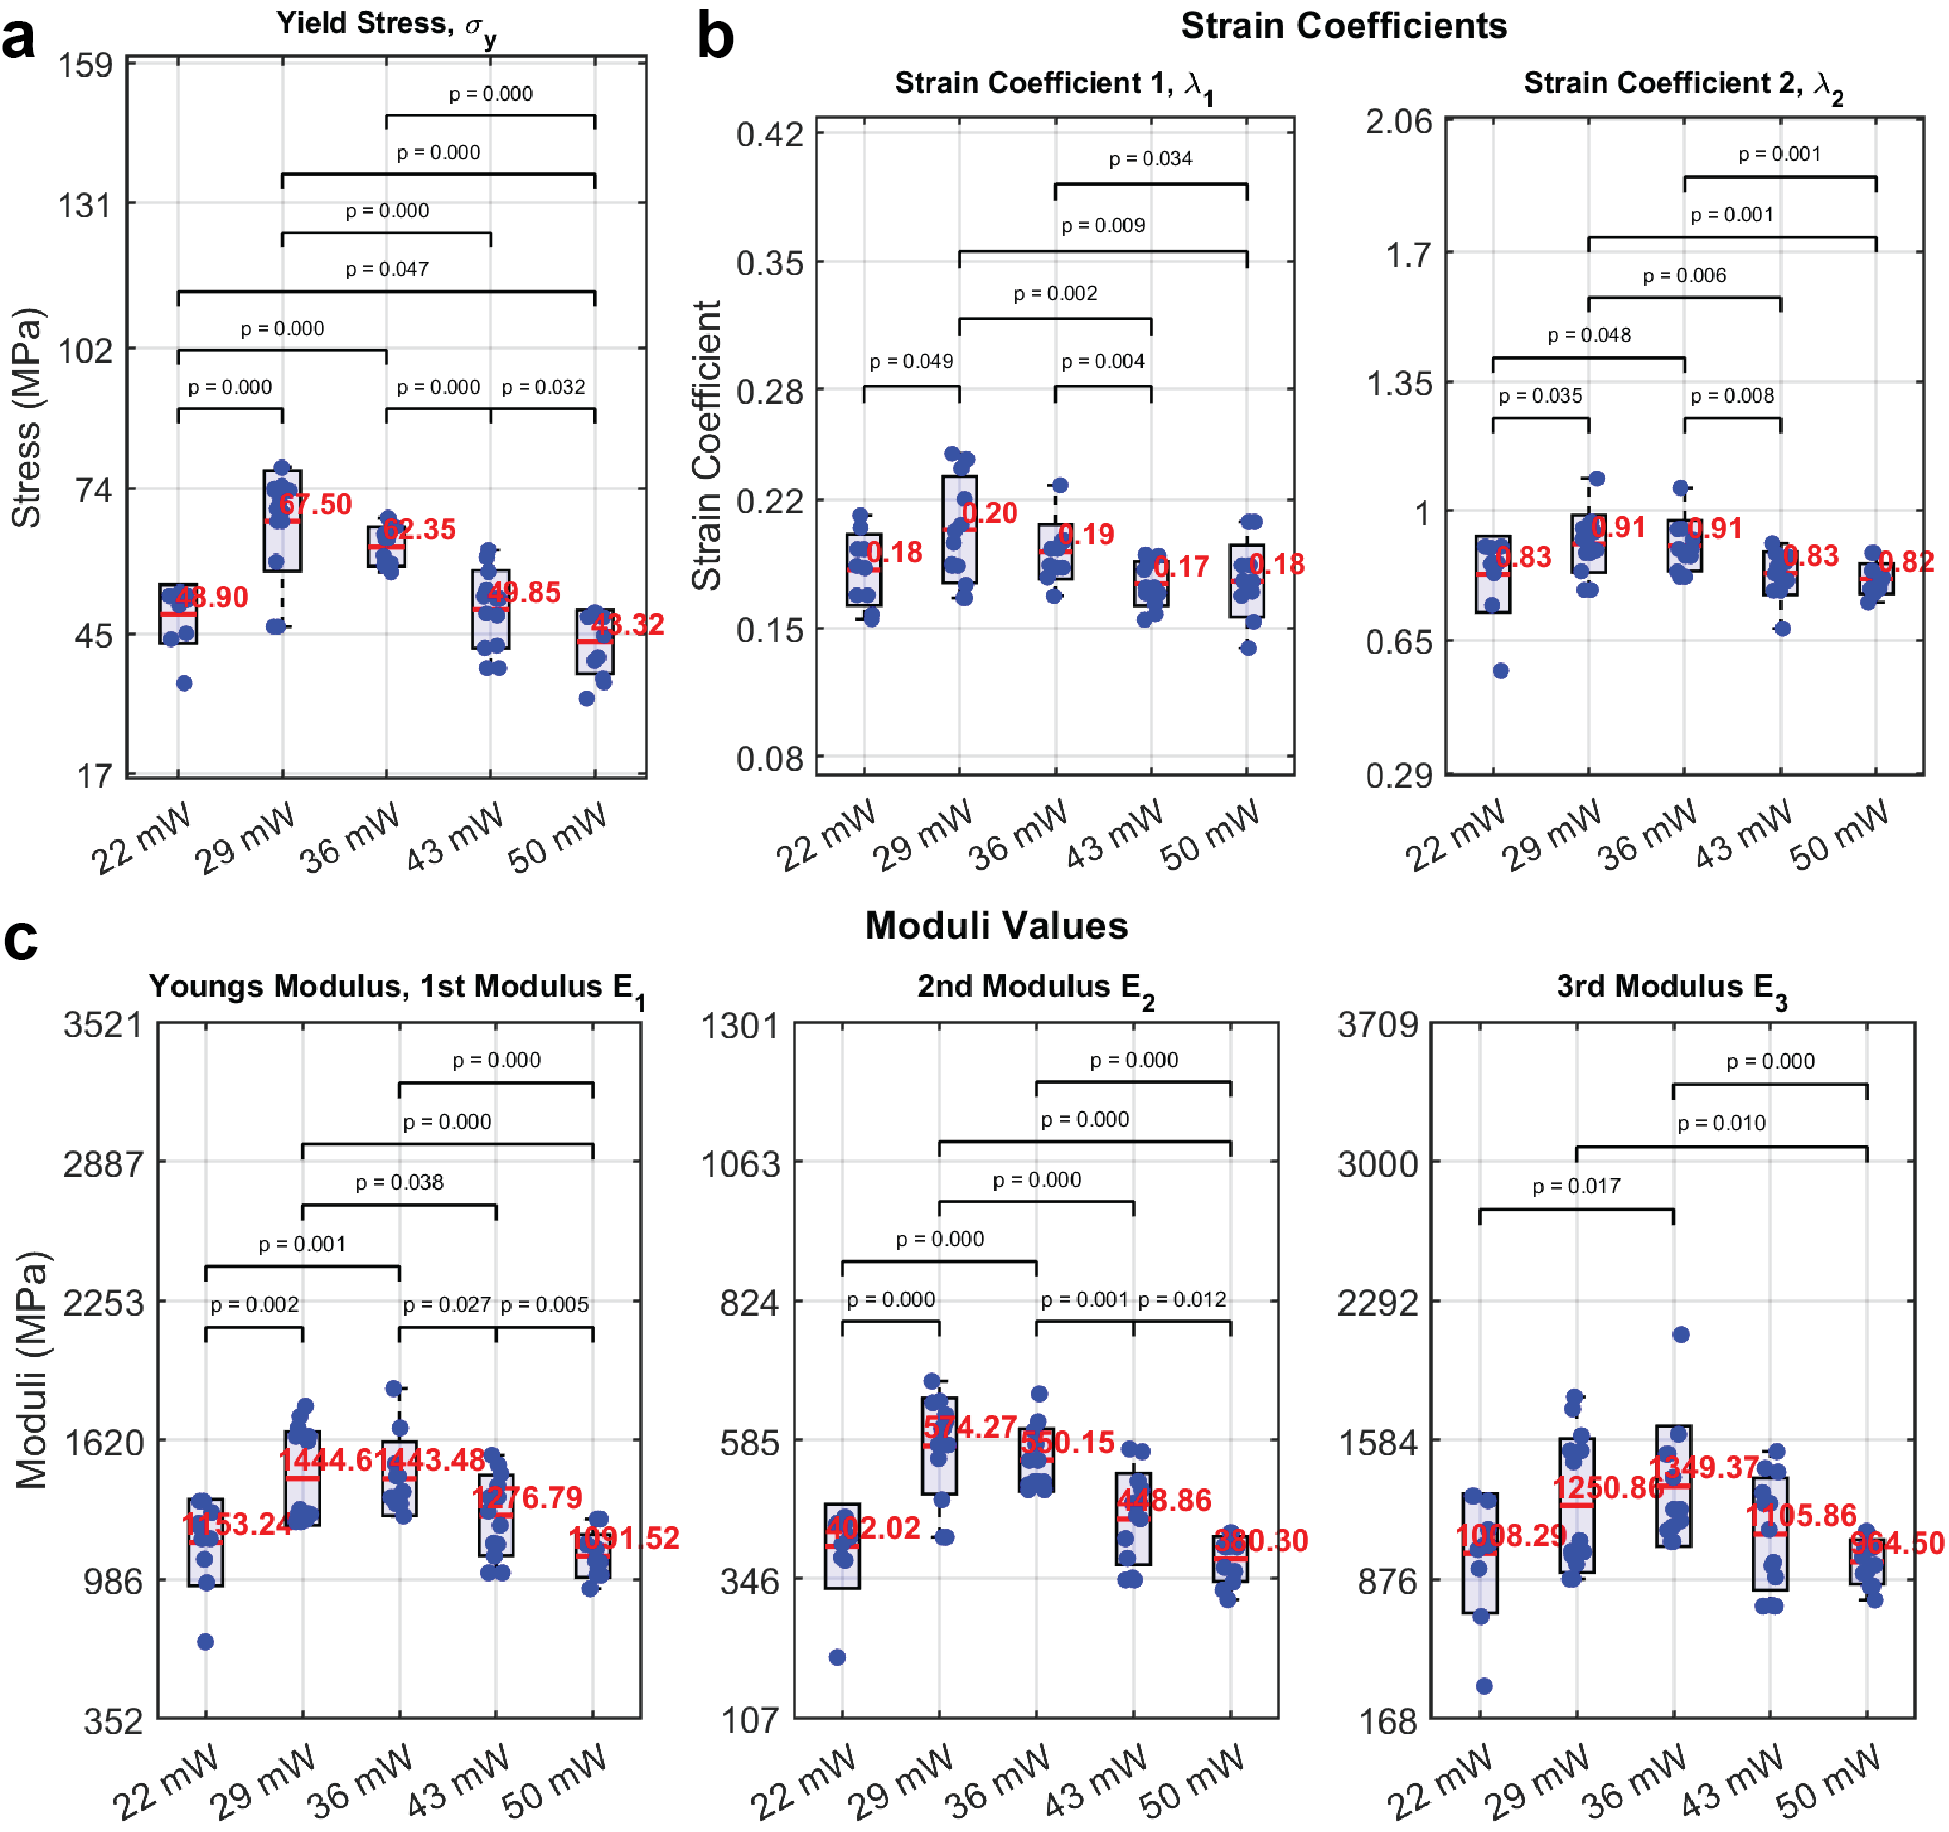 a
Yield Stress, σy
159
131
102
74
45
17
Stress (MPa)
p = 0.000
p = 0.000
p = 0.000
p = 0.047
p = 0.000
p = 0.000
p = 0.000
p = 0.032
48.90
67.50
62.35
49.85
43.32
22 mW
29 mW
36 mW
43 mW
50 mW
b
Strain Coefficients
Strain Coefficient 1, λ1
0.42
0.35
0.28
0.22
0.15
0.08
Strain Coefficient
p = 0.034
p = 0.009
p = 0.002
p = 0.049
p = 0.004
0.18
0.20
0.19
0.17
0.18
22 mW
29 mW
36 mW
43 mW
50 mW
Strain Coefficient 2, λ2
2.06
1.7
1.35
1
0.65
0.29
p = 0.001
p = 0.001
p = 0.006
p = 0.048
p = 0.035
p = 0.008
0.83
0.91
0.91
0.83
0.82
22 mW
29 mW
36 mW
43 mW
50 mW
c
Moduli Values
Youngs Modulus, 1st Modulus E1
3521
2887
2253
1620
986
352
Moduli (MPa)
p = 0.000
p = 0.000
p = 0.038
p = 0.001
p = 0.002
p = 0.027
p = 0.005
1153.24
1444.6
1443.48
1276.79
1091.52
22 mW
29 mW
36 mW
43 mW
50 mW
2nd Modulus E2
1301
1063
824
585
346
107
p = 0.000
p = 0.000
p = 0.000
p = 0.000
p = 0.000
p = 0.001
p = 0.012
402.02
574.27
550.15
448.86
380.30
22 mW
29 mW
36 mW
43 mW
50 mW
3rd Modulus E3
3709
3000
2292
1584
876
168
p = 0.000
p = 0.010
p = 0.017
1008.29
1250.86
1349.37
1105.86
964.50
22 mW
29 mW
36 mW
43 mW
50 mW